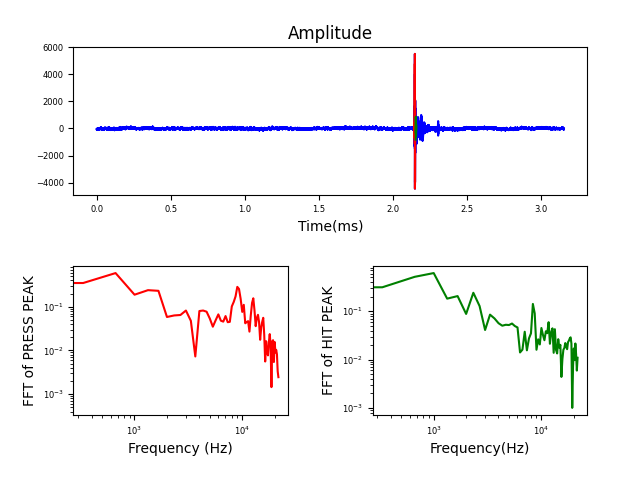 Amplitude
6000
4000
2000
0
−2000
−4000
0.0 0.5 1.0 1.5 2.0 2.5 3.0
Time(ms)
FFT of PRESS PEAK
10⁻¹
10⁻²
10⁻³
10³ 10⁴
Frequency (Hz)
FFT of HIT PEAK
10⁻¹
10⁻²
10⁻³
10³ 10⁴
Frequency(Hz)